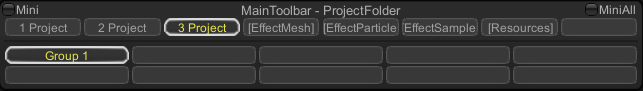 Mini MainToolbar - ProjectFolder MiniAll
1 Project 2 Project 3 Project [EffectMesh] [EffectParticle [EffectSample [Resources]
Group 1